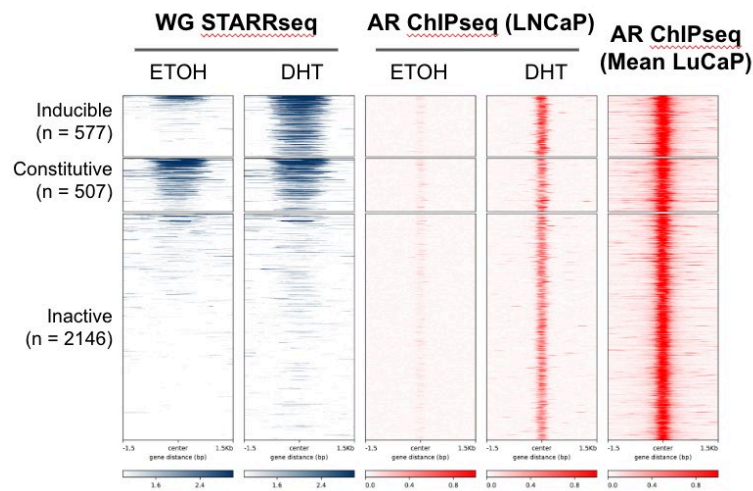 WG STARRseq
AR ChIPseq (LNCaP)
AR ChIPseq
(Mean LuCaP)
ETOH
DHT
ETOH
DHT
Inducible
(n = 577)
Constitutive
(n = 507)
Inactive
(n = 2146)
-1.5 center 1.5Kb
gene distance (bp)
-1.5 center 1.5Kb
gene distance (bp)
-1.5 center 1.5Kb
gene distance (bp)
-1.5 center 1.5Kb
gene distance (bp)
-1.5 center 1.5Kb
gene distance (bp)
1.6 2.4
1.6 2.4
0.0 0.4 0.8
0.0 0.4 0.8
0.0 0.4 0.8